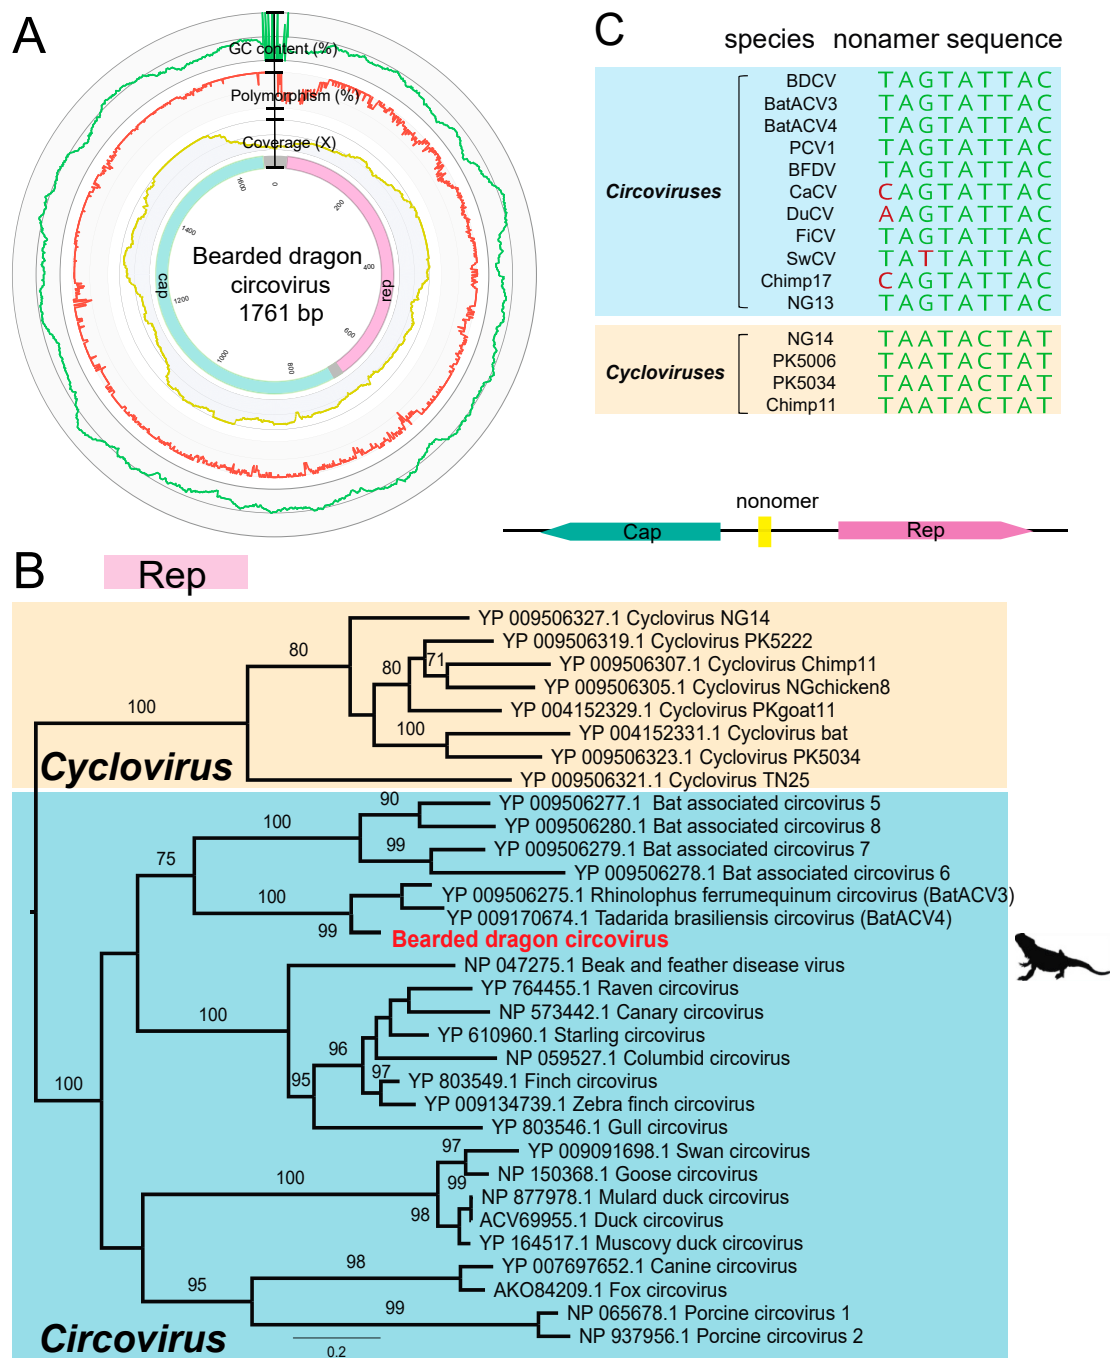 A
GC content (%)
Polymorphism (%)
Coverage (X)
0
200
400
600
800
1000
1200
1400
1600
cap
rep
Bearded dragon
circovirus
1761 bp
C
species nonamer sequence
Circoviruses
BDCV TAGTATTAC
BatACV3 TAGTATTAC
BatACV4 TAGTATTAC
PCV1 TAGTATTAC
BFDV TAGTATTAC
CaCV CAGTATTAC
DuCV AAGTATTAC
FiCV TAGTATTAC
SwCV TATTATTAC
Chimp17 CAGTATTAC
NG13 TAGTATTAC
Cycloviruses
NG14 TAATACTAT
PK5006 TAATACTAT
PK5034 TAATACTAT
Chimp11 TAATACTAT
nonomer
Cap
Rep
B
Rep
YP 009506327.1 Cyclovirus NG14
80
YP 009506319.1 Cyclovirus PK5222
71
YP 009506307.1 Cyclovirus Chimp11
80
YP 009506305.1 Cyclovirus NGchicken8
YP 004152329.1 Cyclovirus PKgoat11
100
100
YP 004152331.1 Cyclovirus bat
YP 009506323.1 Cyclovirus PK5034
Cyclovirus
YP 009506321.1 Cyclovirus TN25
90
YP 009506277.1 Bat associated circovirus 5
100
YP 009506280.1 Bat associated circovirus 8
99
YP 009506279.1 Bat associated circovirus 7
75
YP 009506278.1 Bat associated circovirus 6
100
YP 009506275.1 Rhinolophus ferrumequinum circovirus (BatACV3)
YP 009170674.1 Tadarida brasiliensis circovirus (BatACV4)
99
Bearded dragon circovirus
NP 047275.1 Beak and feather disease virus
YP 764455.1 Raven circovirus
100
NP 573442.1 Canary circovirus
YP 610960.1 Starling circovirus
96
NP 059527.1 Columbid circovirus
97
95
YP 803549.1 Finch circovirus
100
YP 009134739.1 Zebra finch circovirus
YP 803546.1 Gull circovirus
97
YP 009091698.1 Swan circovirus
100
NP 150368.1 Goose circovirus
99
NP 877978.1 Mulard duck circovirus
98
ACV69955.1 Duck circovirus
YP 164517.1 Muscovy duck circovirus
98
YP 007697652.1 Canine circovirus
95
AKO84209.1 Fox circovirus
99
NP 065678.1 Porcine circovirus 1
Circovirus
NP 937956.1 Porcine circovirus 2
0.2